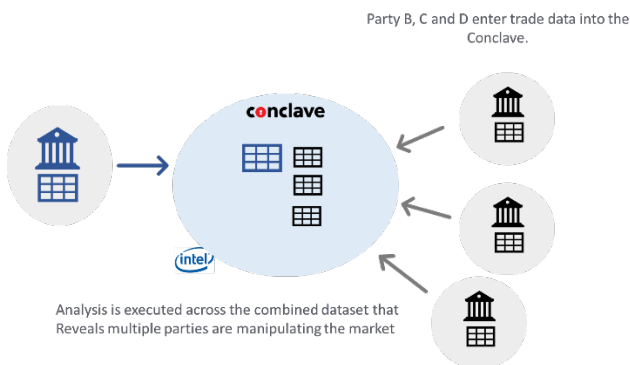 Party B, C and D enter trade data into the
Conclave.
conclave
intel
Analysis is executed across the combined dataset that
Reveals multiple parties are manipulating the market